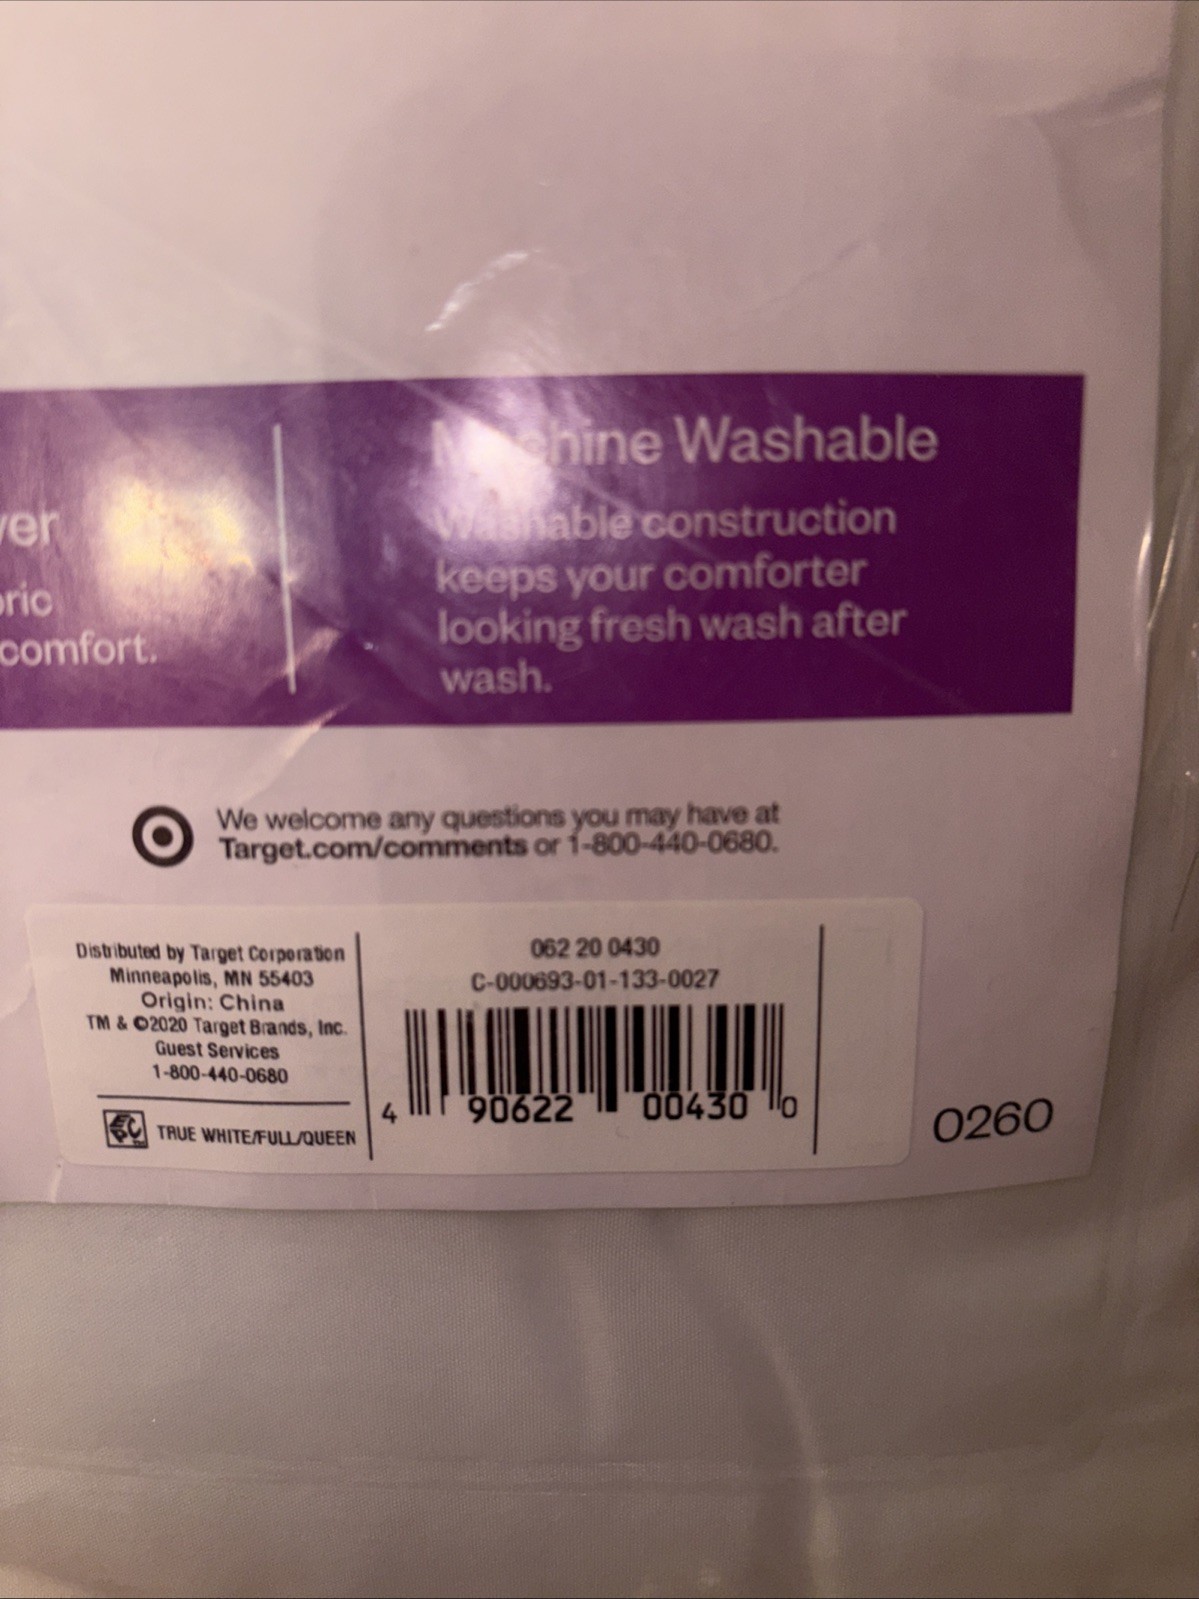 ver
ric
comfort.
Machine Washable
Washable construction
keeps your comforter
looking fresh wash after
wash.
We welcome any questions you may have at
Target.com/comments or 1-800-440-0680.
Distributed by Target Corporation
Minneapolis, MN 55403
Origin: China
TM & ©2020 Target Brands, Inc.
Guest Services
1-800-440-0680
TRUE WHITE/FULL/QUEEN
062 20 0430
C-000693-01-133-0027
4 90622 00430 0
0260